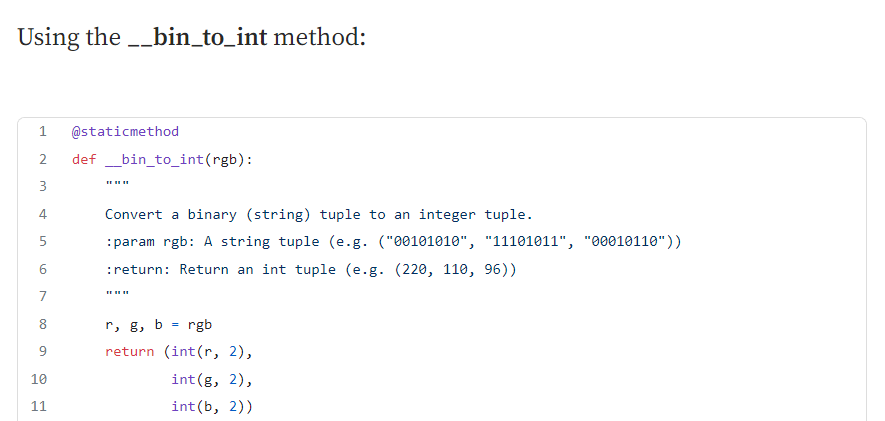 Using the __bin_to_int method:
1 @staticmethod
2 def __bin_to_int(rgb):
3 """
4 Convert a binary (string) tuple to an integer tuple.
5 :param rgb: A string tuple (e.g. ("00101010", "11101011", "00010110"))
6 :return: Return an int tuple (e.g. (220, 110, 96))
7 """
8 r, g, b = rgb
9 return (int(r, 2),
10 int(g, 2),
11 int(b, 2))